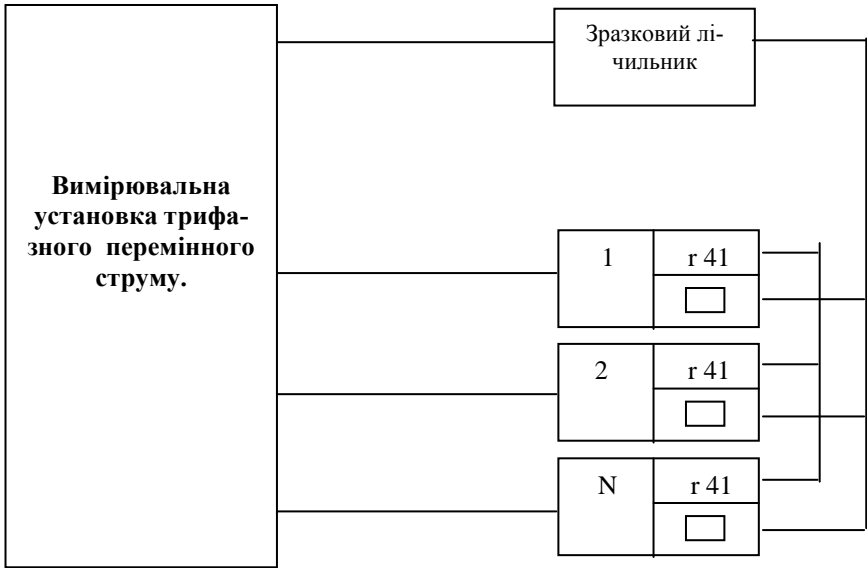 Зразковий лі-
чильник
Вимірювальна
установка трифа-
зного перемінного
струму.
1
r 41
2
r 41
N
r 41